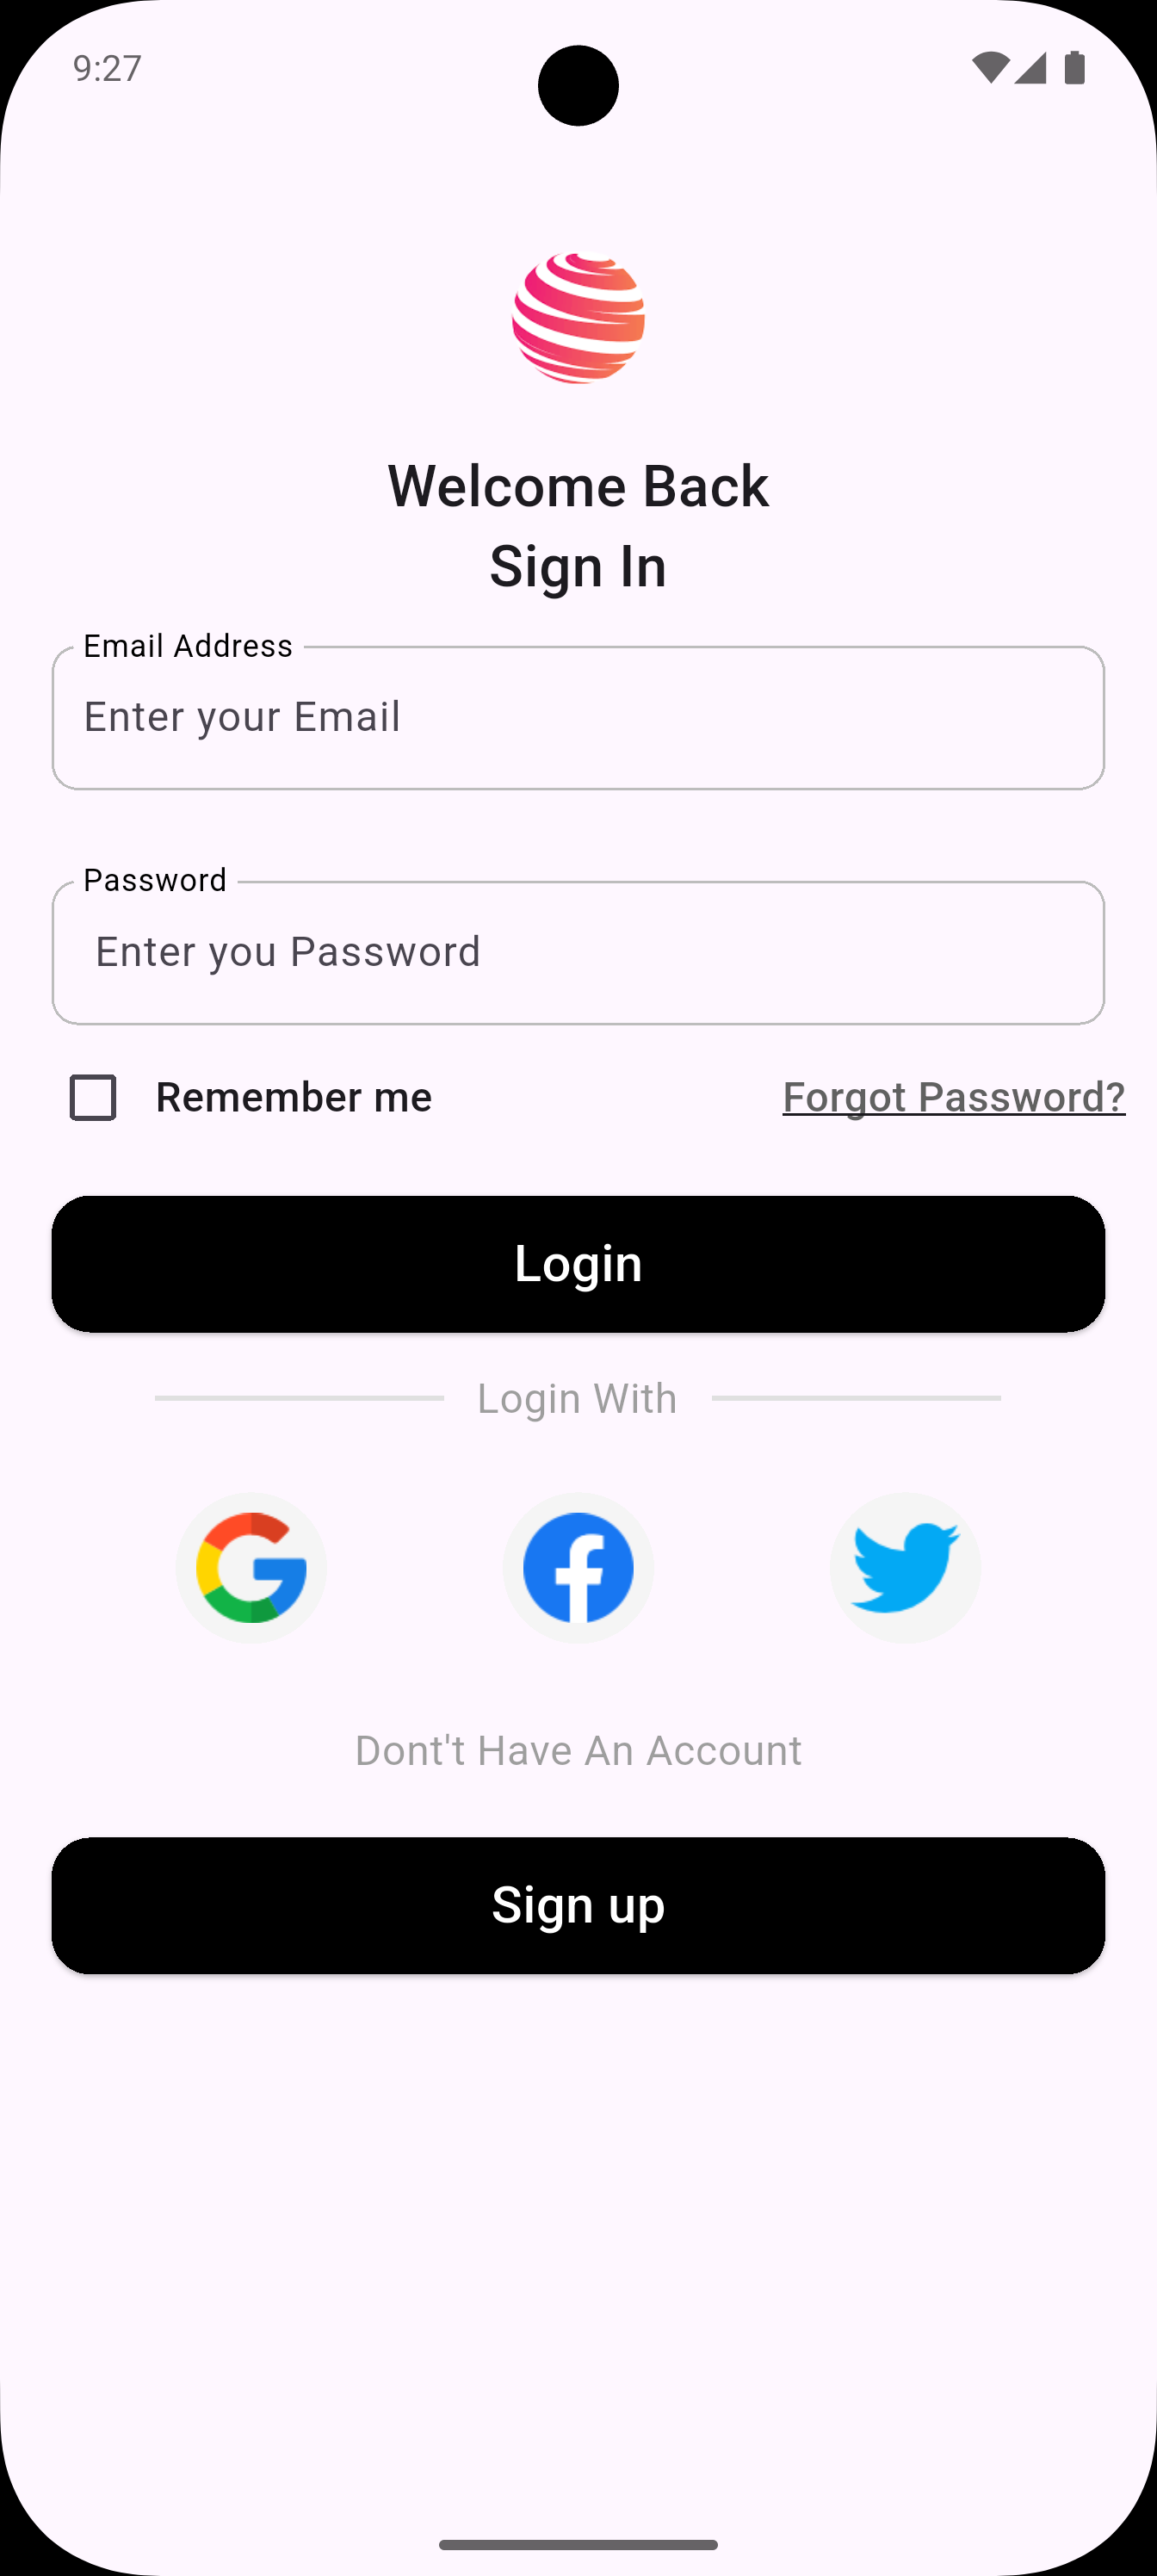 9:27
Welcome Back
Sign In
Email Address
Enter your Email
Password
Enter you Password
Remember me
Forgot Password?
Login
Login With
Dont't Have An Account
Sign up